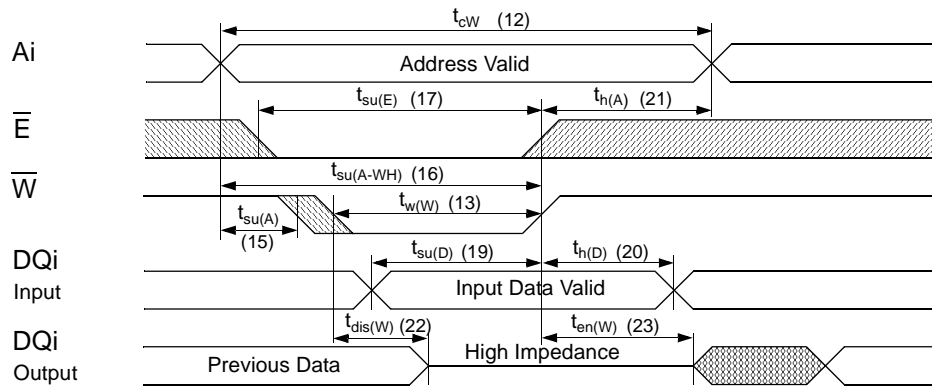 t_cW (12)
Ai
Address Valid
t_su(E) (17)
t_h(A) (21)
E̅
t_su(A-WH) (16)
W̅
t_w(W) (13)
t_su(A)
(15)
t_su(D) (19)
t_h(D) (20)
DQi
Input
Input Data Valid
t_dis(W) (22)
t_en(W) (23)
DQi
Output
Previous Data
High Impedance